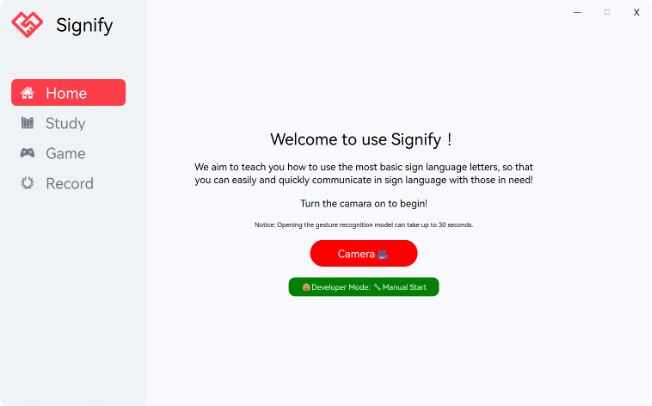 Signify
Home
Study
Game
Record
Welcome to use Signify！
We aim to teach you how to use the most basic sign language letters, so that
you can easily and quickly communicate in sign language with those in need!
Turn the camara on to begin!
Notice: Opening the gesture recognition model can take up to 30 seconds.
Camera
Developer Mode: Manual Start